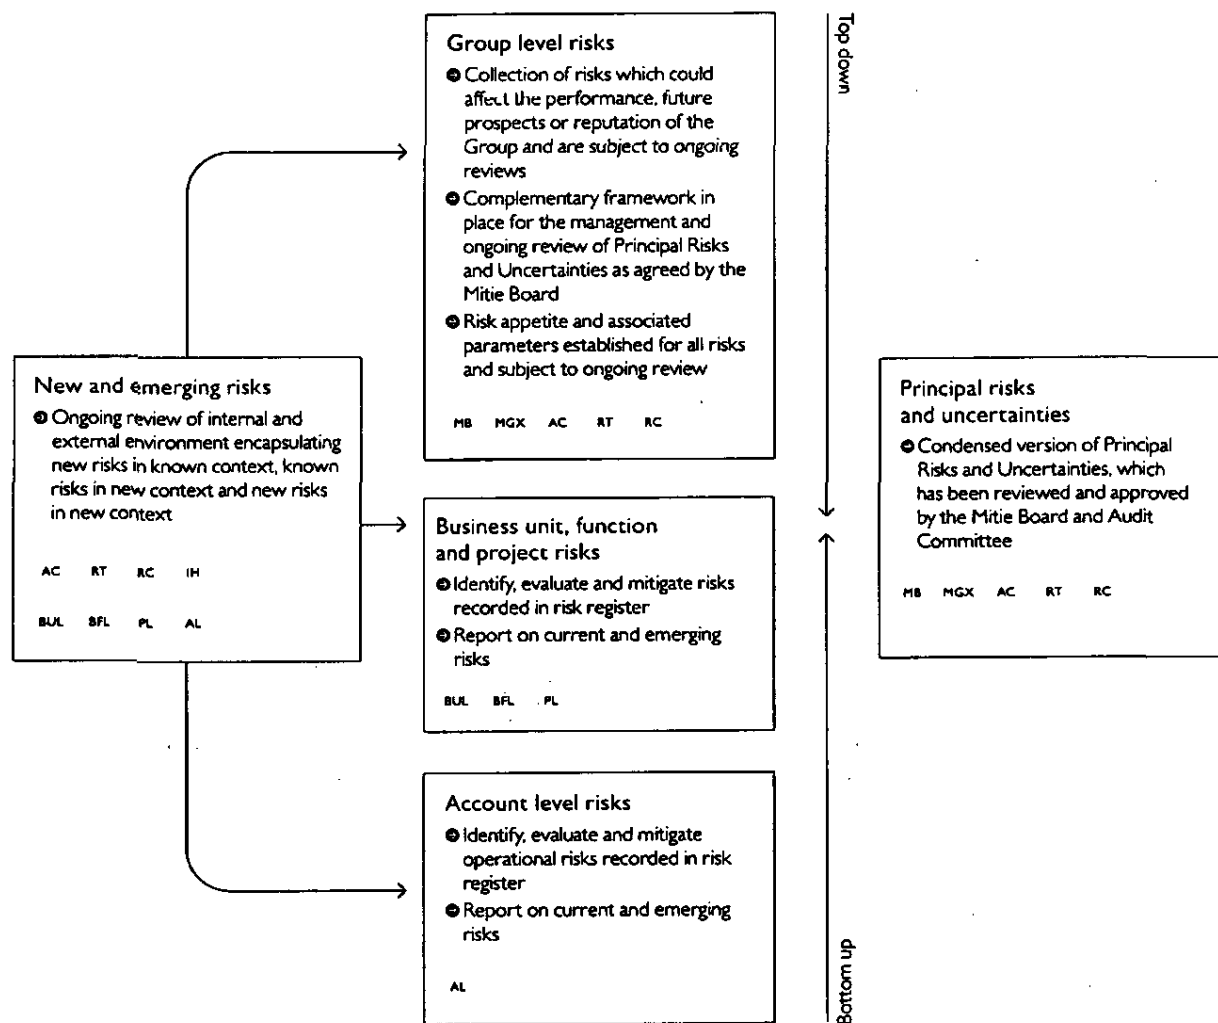 Group level risks
Collection of risks which could
affect the performance, future
prospects or reputation of the
Group and are subject to ongoing
reviews
Complementary framework in
place for the management and
ongoing review of Principal Risks
and Uncertainties as agreed by the
Mitie Board
Risk appetite and associated
parameters established for all risks
and subject to ongoing review
MB MGX AC RT RC
Top down
New and emerging risks
Ongoing review of internal and
external environment encapsulating
new risks in known context, known
risks in new context and new risks
in new context
AC RT RC IH
BUL BFL PL AL
Business unit, function
and project risks
Identify, evaluate and mitigate risks
recorded in risk register
Report on current and emerging
risks
BUL BFL PL
Account level risks
Identify, evaluate and mitigate
operational risks recorded in risk
register
Report on current and emerging
risks
AL
Bottom up
Principal risks
and uncertainties
Condensed version of Principal
Risks and Uncertainties, which
has been reviewed and approved
by the Mitie Board and Audit
Committee
MB MGX AC RT RC